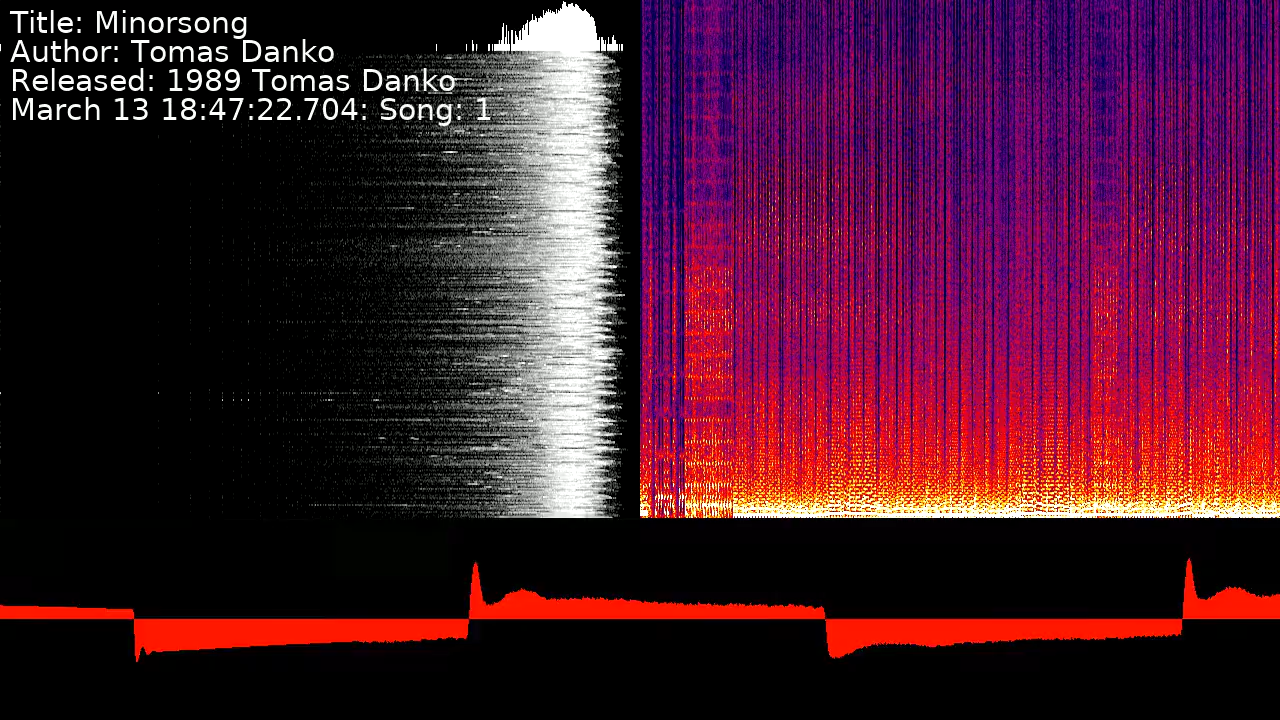 Title: Minorsong
Author: Tomas Danko
Released: 1989 Tomas Danko
March 13 18:47:22.704: Song: 1